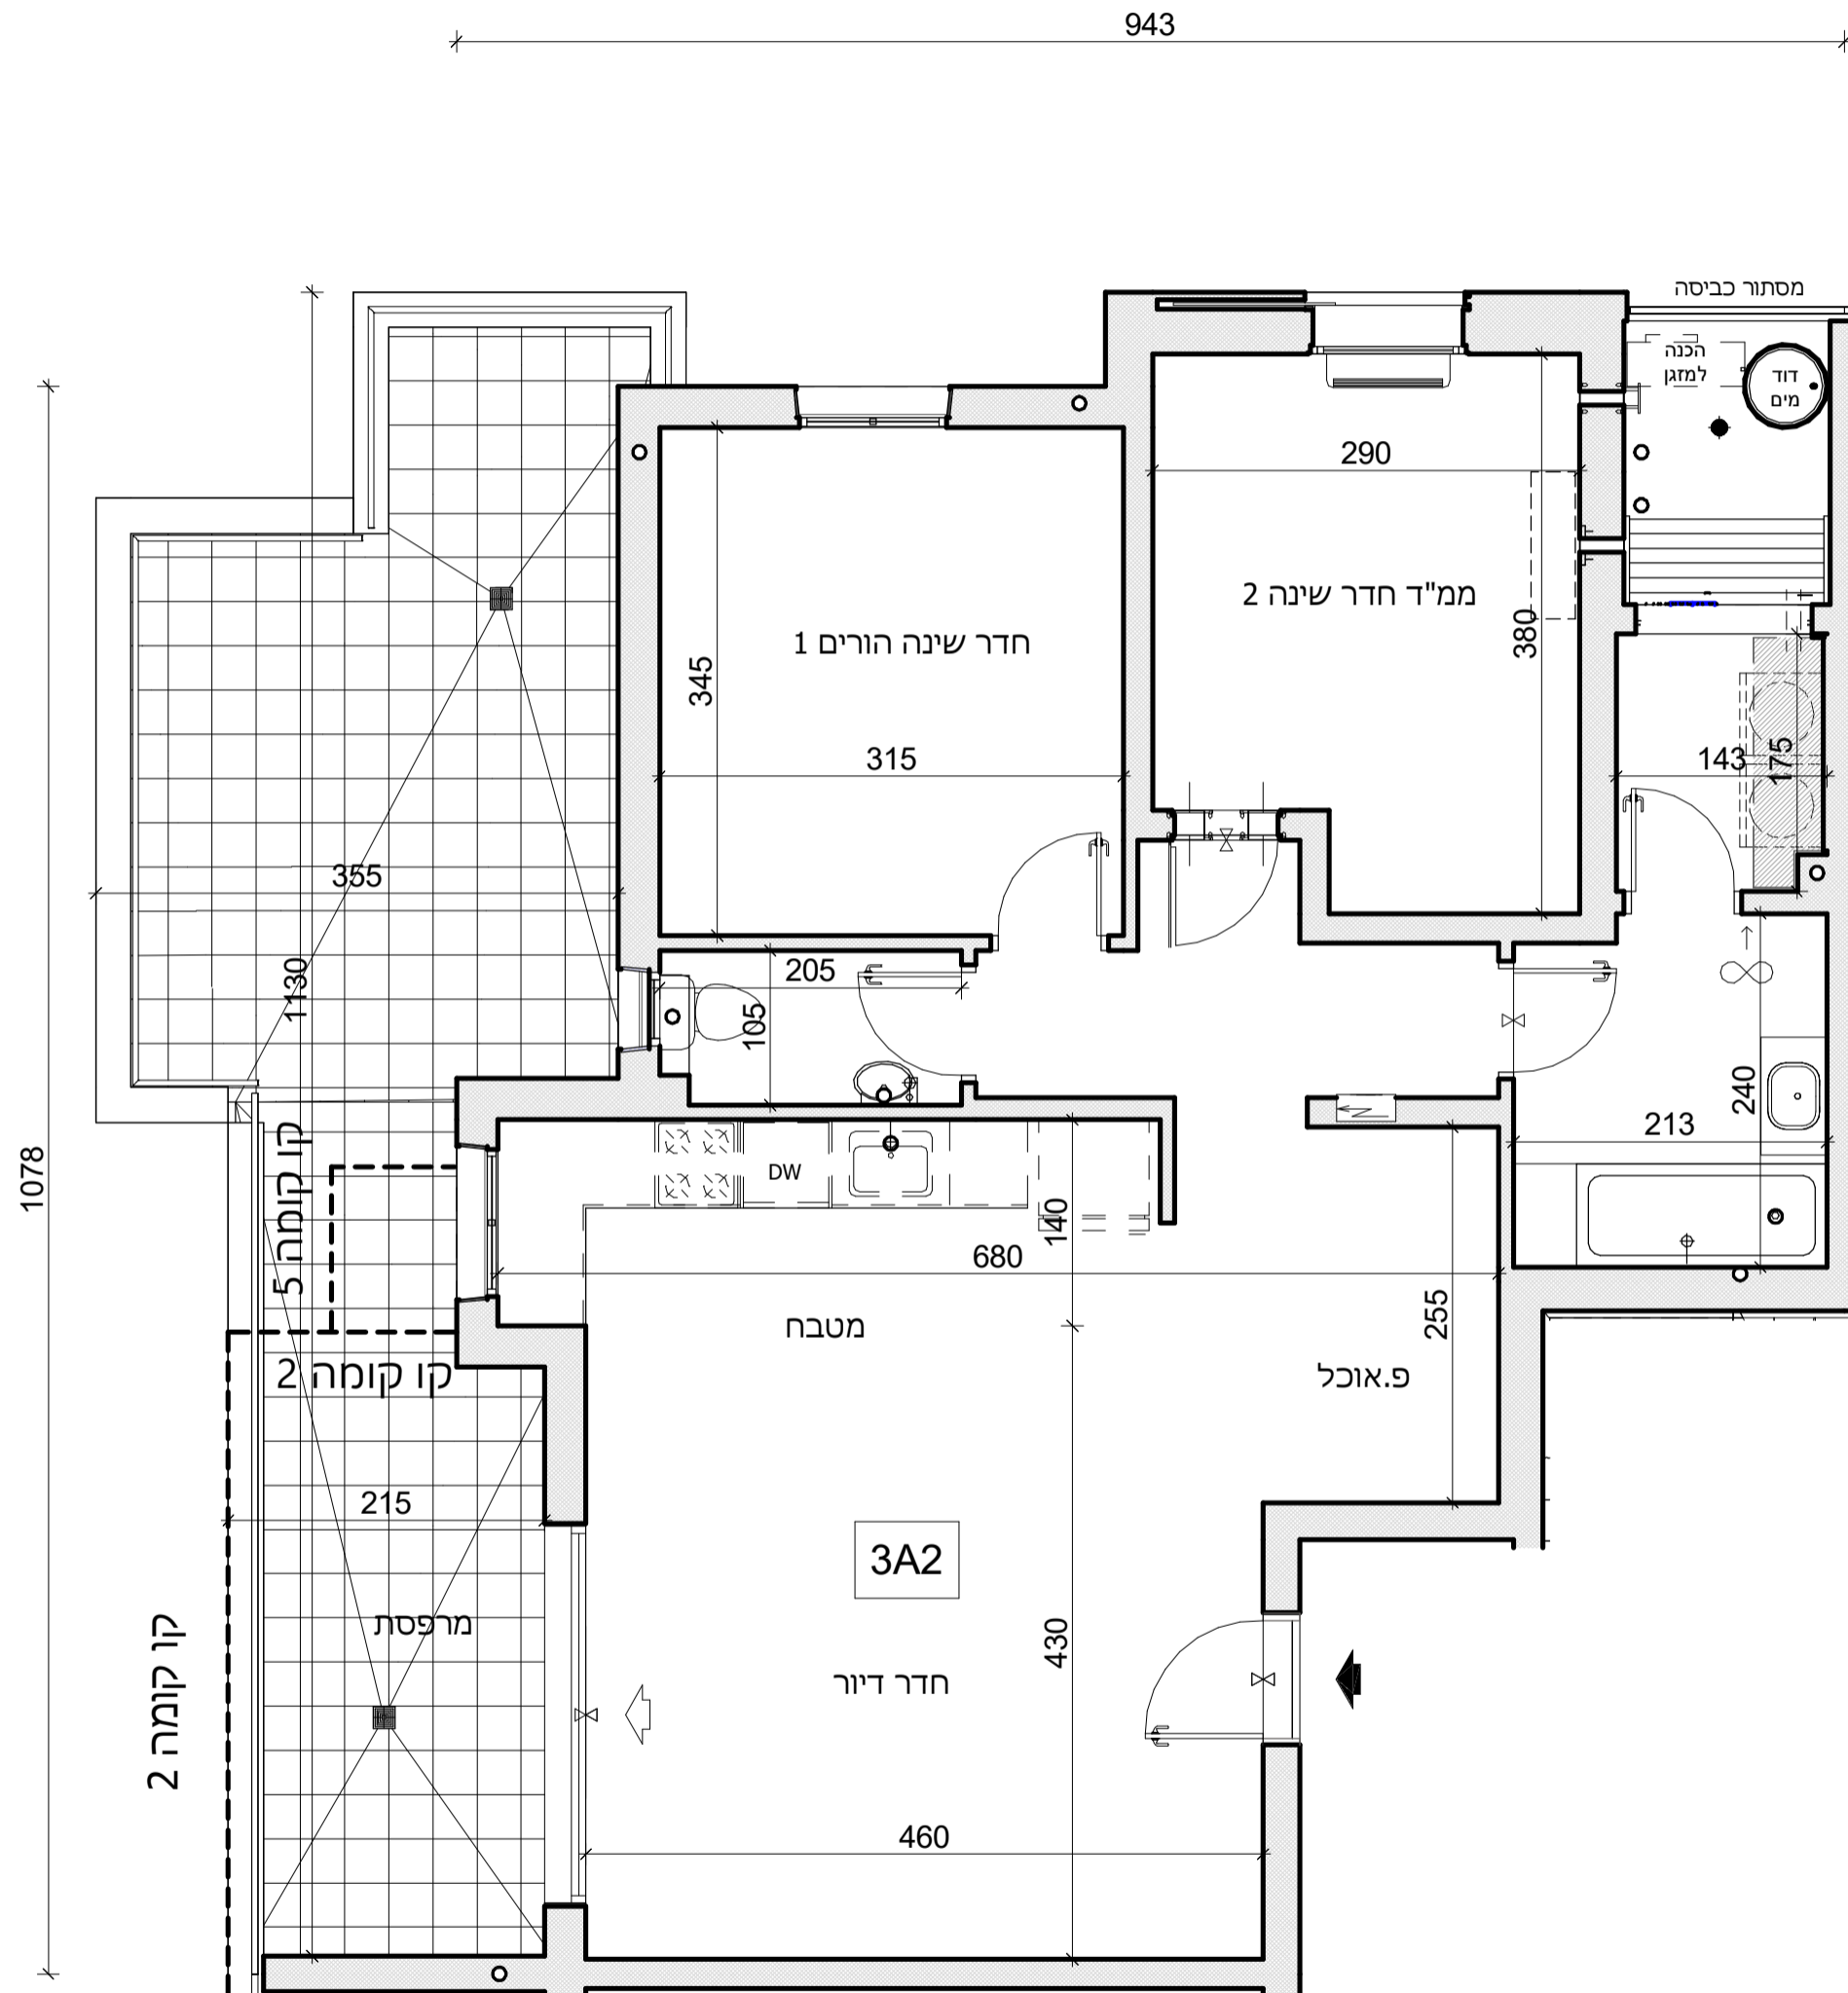 943
מסתור כביסה
הכנה
למזגן
דוד
מים
290
ממ"ד חדר שינה 2
380
חדר שינה הורים 1
345
315
143
175
355
1130
205
105
240
213
1078
קו קומה 5
DW
140
680
255
מטבח
פ.אוכל
קו קומה 2
215
3A2
מרפסת
430
קו קומה 2
חדר דיור
460